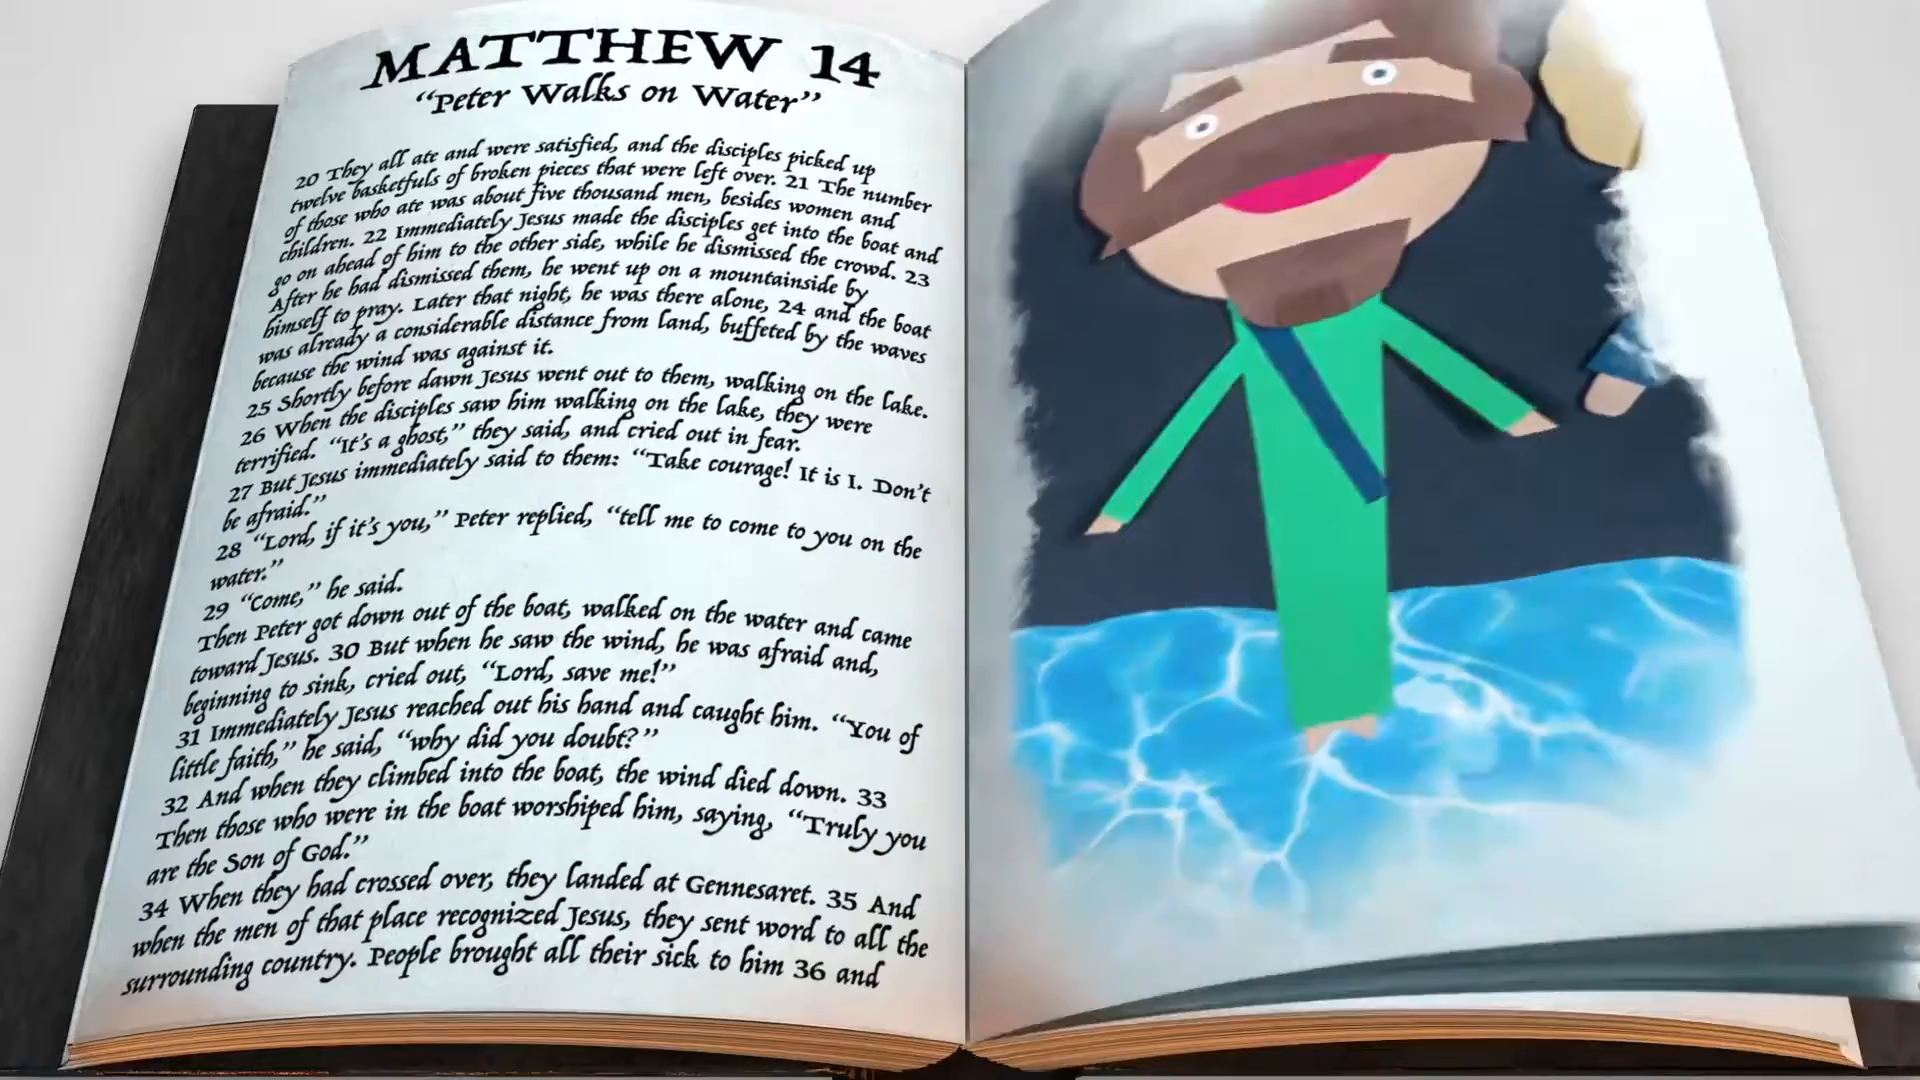 MATTHEW 14
“Peter Walks on Water”
20 They all ate and were satisfied, and the disciples picked up
twelve basketfuls of broken pieces that were left over. 21 The number
of those who ate was about five thousand men, besides women and
children. 22 Immediately Jesus made the disciples get into the boat and
go on ahead of him to the other side, while he dismissed the crowd. 23
After he had dismissed them, he went up on a mountainside by
himself to pray. Later that night, he was there alone, 24 and the boat
was already a considerable distance from land, buffeted by the waves
because the wind was against it.
25 Shortly before dawn Jesus went out to them, walking on the lake.
26 When the disciples saw him walking on the lake, they were
terrified. “It’s a ghost,” they said, and cried out in fear.
27 But Jesus immediately said to them: “Take courage! It is I. Don’t
be afraid.”
28 “Lord, if it’s you,” Peter replied, “tell me to come to you on the
water.”
29 “Come,” he said.
Then Peter got down out of the boat, walked on the water and came
toward Jesus. 30 But when he saw the wind, he was afraid and,
beginning to sink, cried out, “Lord, save me!”
31 Immediately Jesus reached out his hand and caught him. “You of
little faith,” he said, “why did you doubt?”
32 And when they climbed into the boat, the wind died down. 33
Then those who were in the boat worshiped him, saying, “Truly you
are the Son of God.”
34 When they had crossed over, they landed at Gennesaret. 35 And
when the men of that place recognized Jesus, they sent word to all the
surrounding country. People brought all their sick to him 36 and